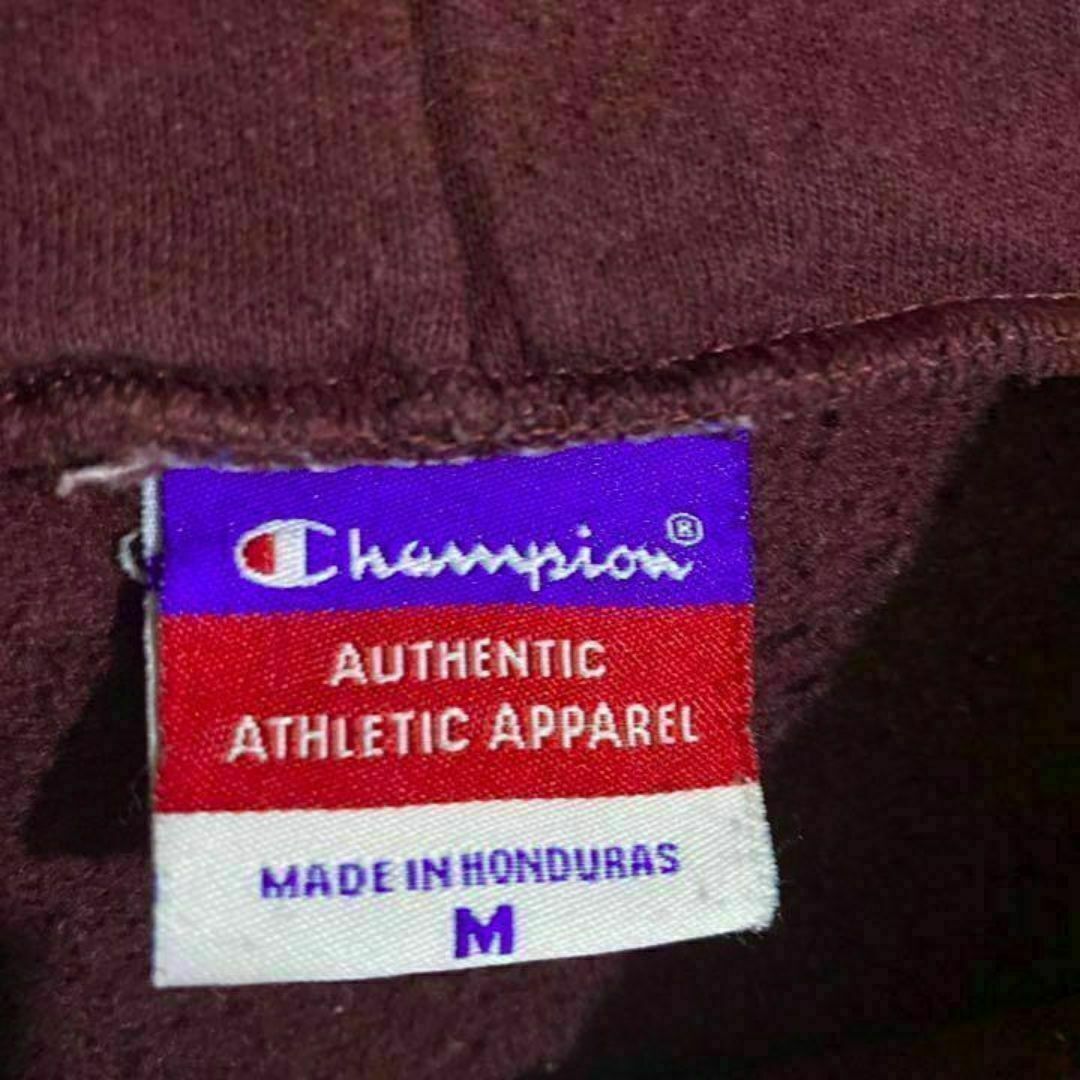 Champion®
AUTHENTIC
ATHLETIC APPAREL
MADE IN HONDURAS
M